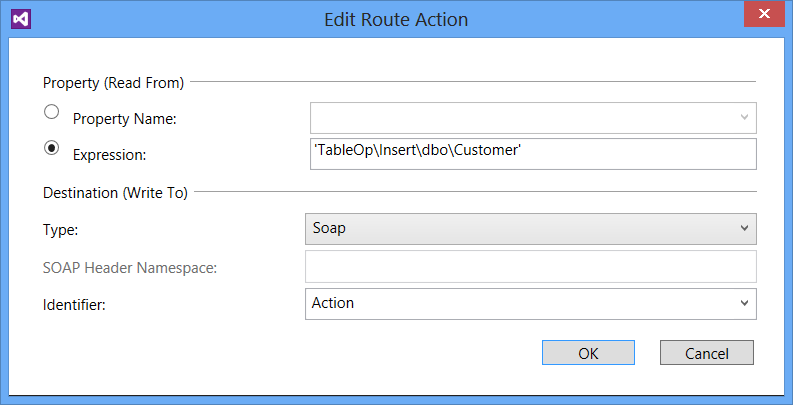 Edit Route Action
Property (Read From)
Property Name:
Expression:
'TableOp\Insert\dbo\Customer'
Destination (Write To)
Type:
Soap
SOAP Header Namespace:
Identifier:
Action
OK
Cancel